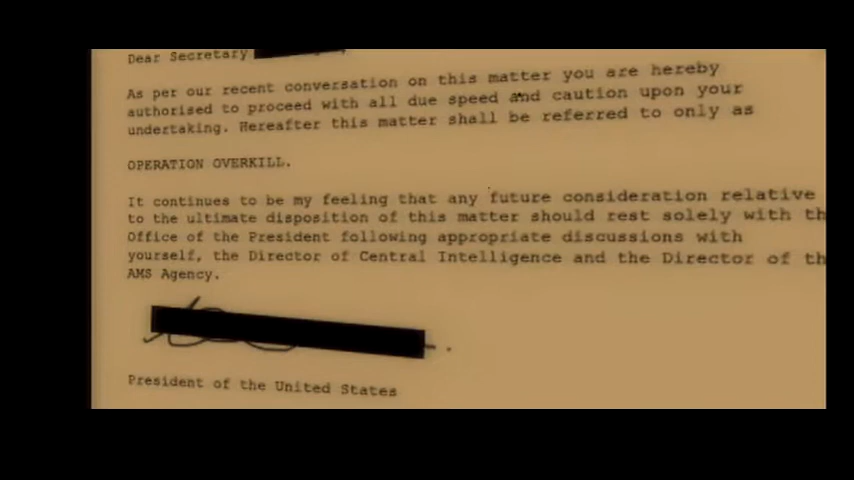 Dear Secretary
As per our recent conversation on this matter you are hereby
authorised to proceed with all due speed and caution upon your
undertaking. Hereafter this matter shall be referred to only as
OPERATION OVERKILL.
It continues to be my feeling that any future consideration relative
to the ultimate disposition of this matter should rest solely with th
Office of the President following appropriate discussions with
yourself, the Director of Central Intelligence and the Director of th
AMS Agency.
President of the United States